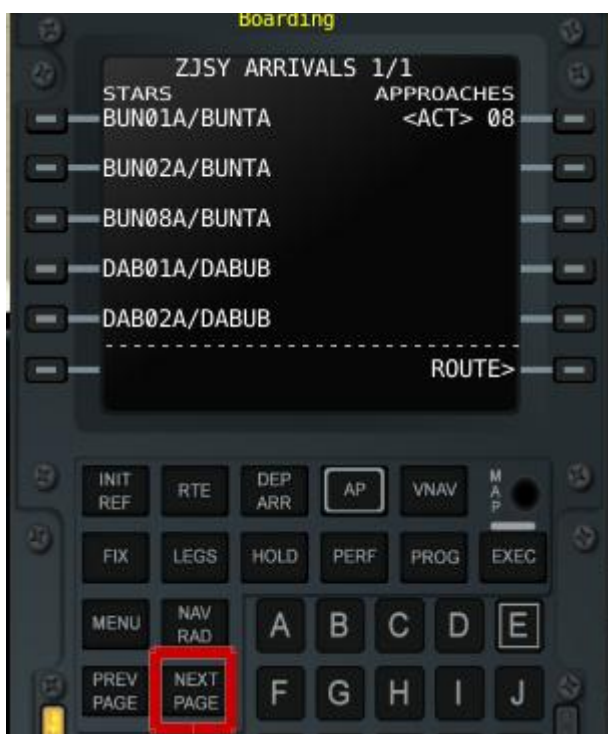 Boarding
ZJSY ARRIVALS 1/1
STARS APPROACHES
BUN01A/BUNTA <ACT> 08
BUN02A/BUNTA
BUN08A/BUNTA
DAB01A/DABUB
DAB02A/DABUB
ROUTE>
INIT REF RTE DEP ARR AP VNAV MAP
FIX LEGS HOLD PERF PROG EXEC
MENU NAV RAD A B C D E
PREV PAGE NEXT PAGE F G H I J